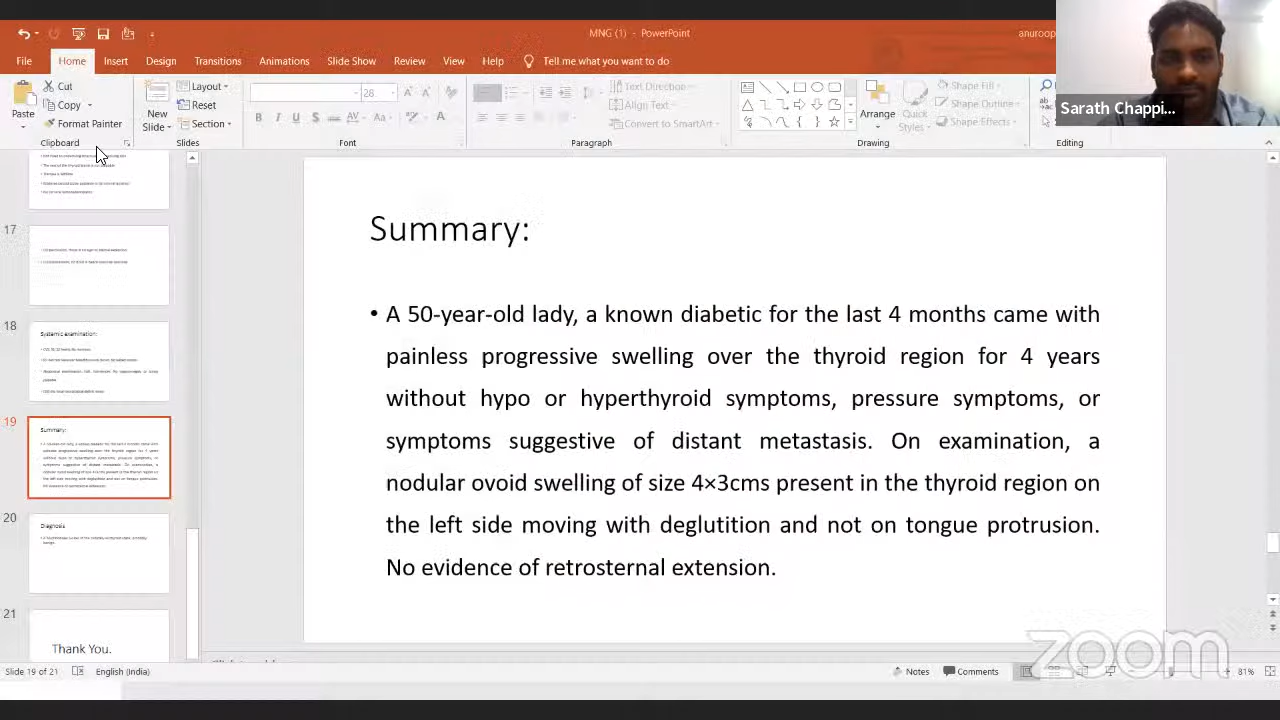 MNG (1) - PowerPoint
anuroop
File Home Insert Design Transitions Animations Slide Show Review View Help Tell me what you want to do
Sarath Chappi...
Paste
Cut
Copy
Format Painter
Clipboard
New Slide
Layout
Reset
Section
Slides
28
Font
Text Direction
Align Text
Convert to SmartArt
Paragraph
Arrange
Quick Styles
Shape Fill
Shape Outline
Shape Effects
Drawing
Editing
17
18
Systemic examination:
19
Summary:
20
Diagnosis
21
Thank You.
Summary:
• A 50-year-old lady, a known diabetic for the last 4 months came with
painless progressive swelling over the thyroid region for 4 years
without hypo or hyperthyroid symptoms, pressure symptoms, or
symptoms suggestive of distant metastasis. On examination, a
nodular ovoid swelling of size 4×3cms present in the thyroid region on
the left side moving with deglutition and not on tongue protrusion.
No evidence of retrosternal extension.
Slide 19 of 21 English (India) Notes Comments 81%
zoom